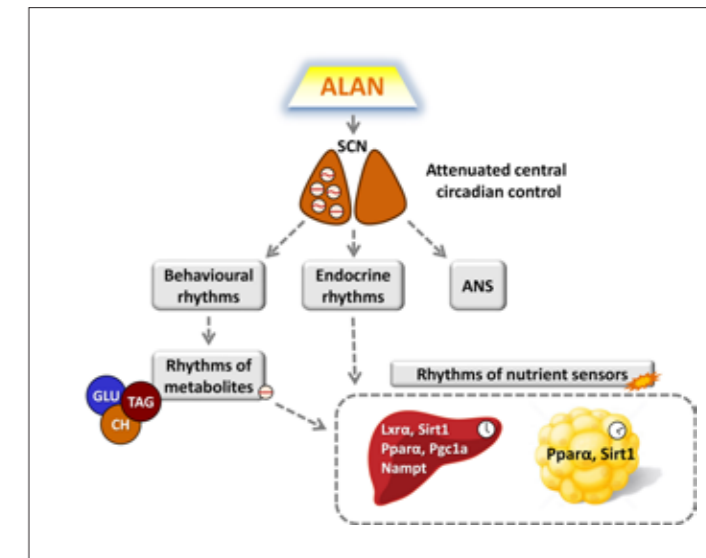 ALAN
SCN
Attenuated central
circadian control
Behavioural
rhythms
Endocrine
rhythms
ANS
Rhythms of
metabolites
Rhythms of nutrient sensors
GLU
TAG
CH
Lxrα, Sirt1
Pparα, Pgc1a
Nampt
Pparα, Sirt1